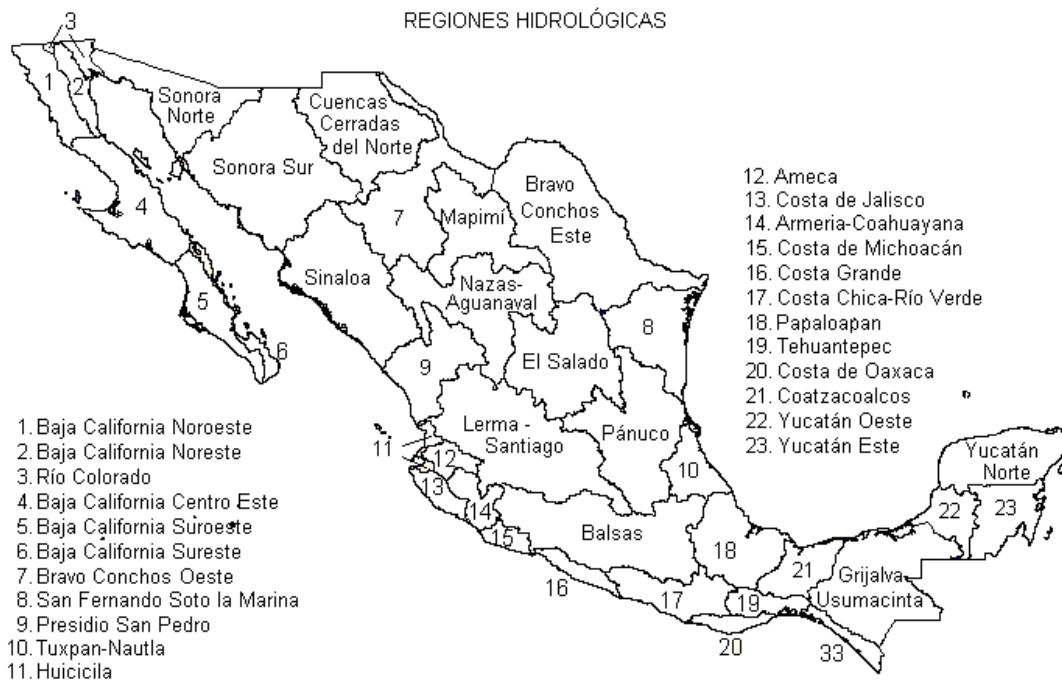 REGIONES HIDROLÓGICAS
3
1
2
Sonora
Norte
Cuencas
Cerradas
del Norte
Sonora Sur
4
7
Mapimí
Bravo
Conchos
Este
Sinaloa
Nazas-
Aguanaval
5
6
8
9
El Salado
Lerma -
Santiago
Pánuco
10
11
12
13
14
15
Balsas
16
17
18
19
20
21
Grijalva
Usumacinta
33
22
23
Yucatán
Norte
1. Baja California Noroeste
2. Baja California Noreste
3. Río Colorado
4. Baja California Centro Este
5. Baja California Suroeste
6. Baja California Sureste
7. Bravo Conchos Oeste
8. San Fernando Soto la Marina
9. Presidio San Pedro
10. Tuxpan-Nautla
11. Huicicila
12. Ameca
13. Costa de Jalisco
14. Armeria-Coahuayana
15. Costa de Michoacán
16. Costa Grande
17. Costa Chica-Río Verde
18. Papaloapan
19. Tehuantepec
20. Costa de Oaxaca
21. Coatzacoalcos
22. Yucatán Oeste
23. Yucatán Este